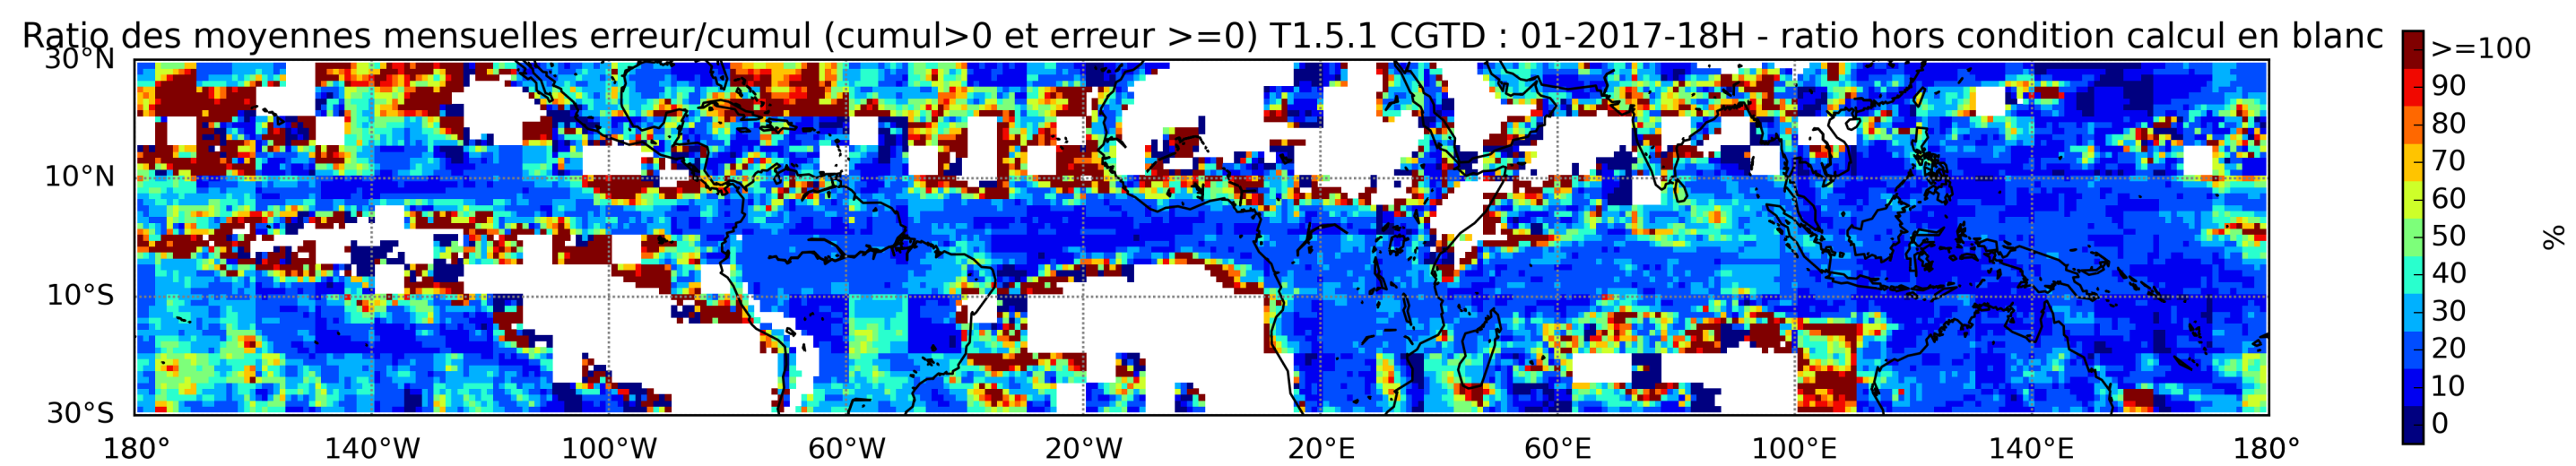 Ratio des moyennes mensuelles erreur/cumul (cumul>0 et erreur >=0) T1.5.1 CGTD : 01-2017-18H - ratio hors condition calcul en blanc
30°N
10°N
10°S
30°S
180° 140°W 100°W 60°W 20°W 20°E 60°E 100°E 140°E 180°
>=100
90
80
70
60
50
40
30
20
10
0
%